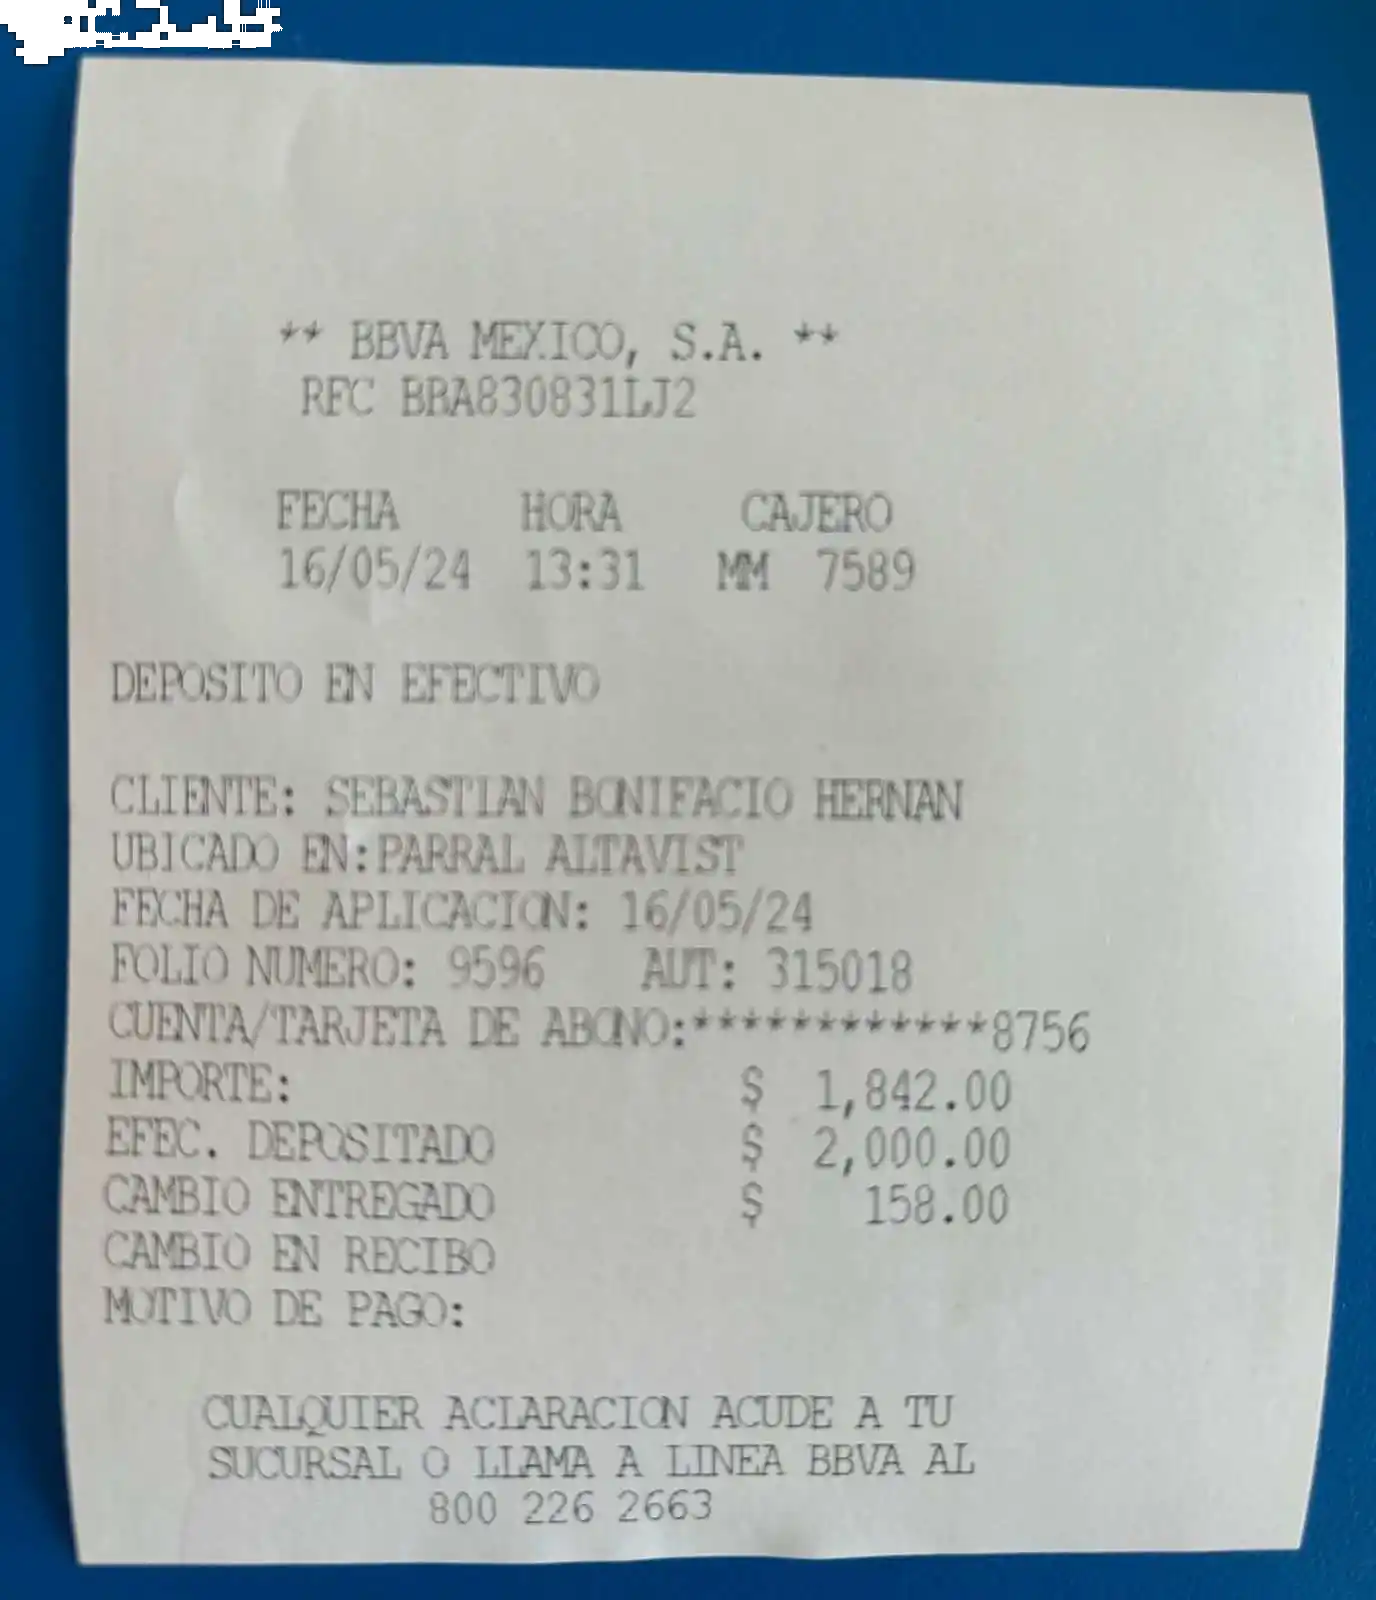 ** BBVA MEXICO, S.A. **
RFC BBA830831LJ2
FECHA HORA CAJERO
16/05/24 13:31 MM 7589
DEPOSITO EN EFECTIVO
CLIENTE: SEBASTIAN BONIFACIO HERNAN
UBICADO EN:PARRAL ALTAVIST
FECHA DE APLICACION: 16/05/24
FOLIO NUMERO: 9596 AUT: 315018
CUENTA/TARJETA DE ABONO:************8756
IMPORTE: $ 1,842.00
EFEC. DEPOSITADO $ 2,000.00
CAMBIO ENTREGADO $ 158.00
CAMBIO EN RECIBO
MOTIVO DE PAGO:
CUALQUIER ACLARACION ACUDE A TU
SUCURSAL O LLAMA A LINEA BBVA AL
800 226 2663